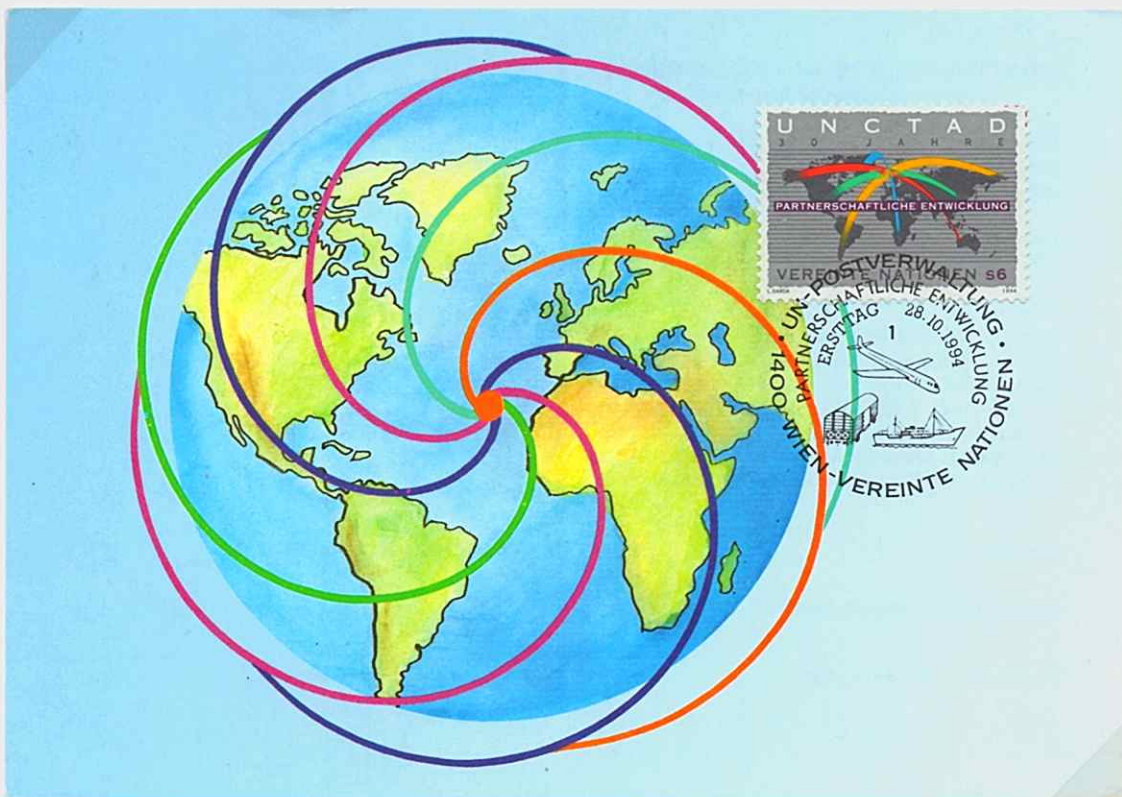 UNCTAD
30 JAHRE
PARTNERSCHAFTLICHE ENTWICKLUNG
VEREINTE NATIONEN s6
1994
• UN-POSTVERWALTUNG •
PARTNERSCHAFTLICHE ENTWICKLUNG
ERSTTAG 28.10.1994
1
1400 WIEN-VEREINTE NATIONEN